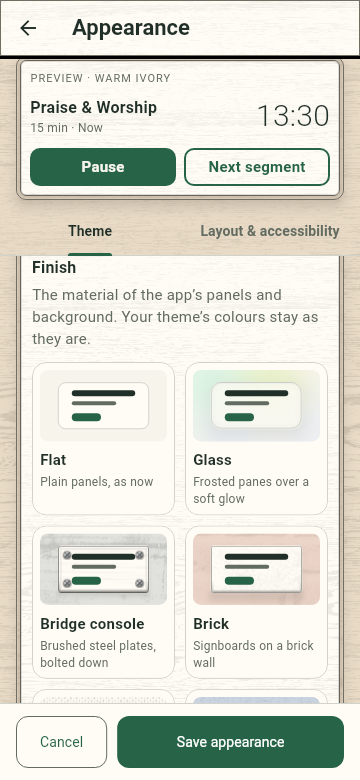 Appearance
PREVIEW · WARM IVORY
Praise & Worship
15 min · Now
13:30
Pause
Next segment
Theme
Layout & accessibility
Finish
The material of the app’s panels and
background. Your theme’s colours stay as
they are.
Flat
Plain panels, as now
Glass
Frosted panes over a
soft glow
Bridge console
Brushed steel plates,
bolted down
Brick
Signboards on a brick
wall
Cancel
Save appearance